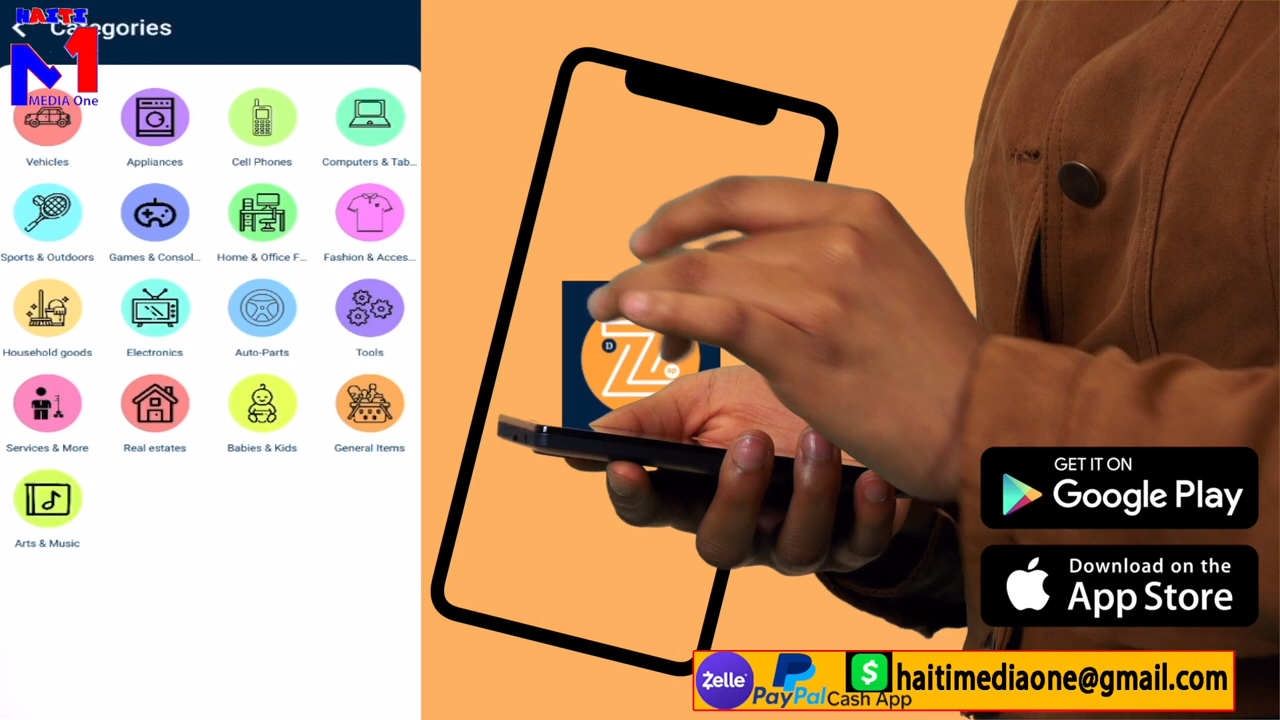 HAITI
Categories
M1
MEDIA One
Vehicles
Appliances
Cell Phones
Computers & Tab...
Sports & Outdoors
Games & Consol...
Home & Office F...
Fashion & Acces...
Household goods
Electronics
Auto-Parts
Tools
Services & More
Real estates
Babies & Kids
General Items
Arts & Music
D
Z
ap
GET IT ON
Google Play
Download on the
App Store
Zelle
PayPal
$
Cash App
haitimediaone@gmail.com